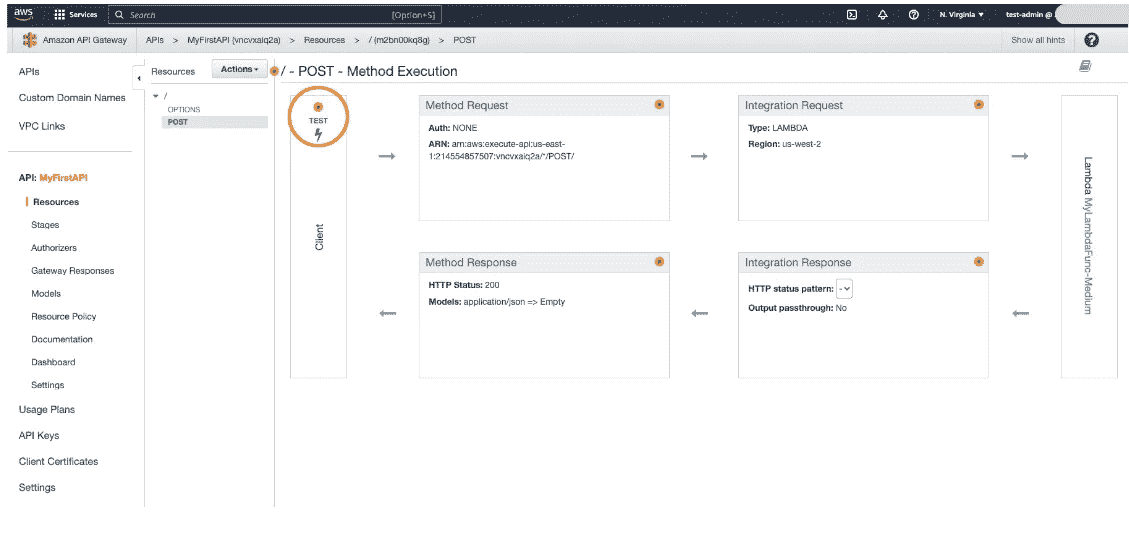 aws
Services
Search
[Option+S]
N. Virginia
test-admin @
Amazon API Gateway
APIs > MyFirstAPI (vncvxaiq2a) > Resources > / (m2bn00kq8g) > POST
Show all hints
APIs
Custom Domain Names
VPC Links
API: MyFirstAPI
Resources
Stages
Authorizers
Gateway Responses
Models
Resource Policy
Documentation
Dashboard
Settings
Usage Plans
API Keys
Client Certificates
Settings
Resources
Actions
/
OPTIONS
POST
/ - POST - Method Execution
TEST
Client
Method Request
Auth: NONE
ARN: arn:aws:execute-api:us-east-
1:214554857507:vncvxaiq2a/*/POST/
Integration Request
Type: LAMBDA
Region: us-west-2
Lambda MyLambdaFunc-Medium
Method Response
HTTP Status: 200
Models: application/json => Empty
Integration Response
HTTP status pattern: -
Output passthrough: No